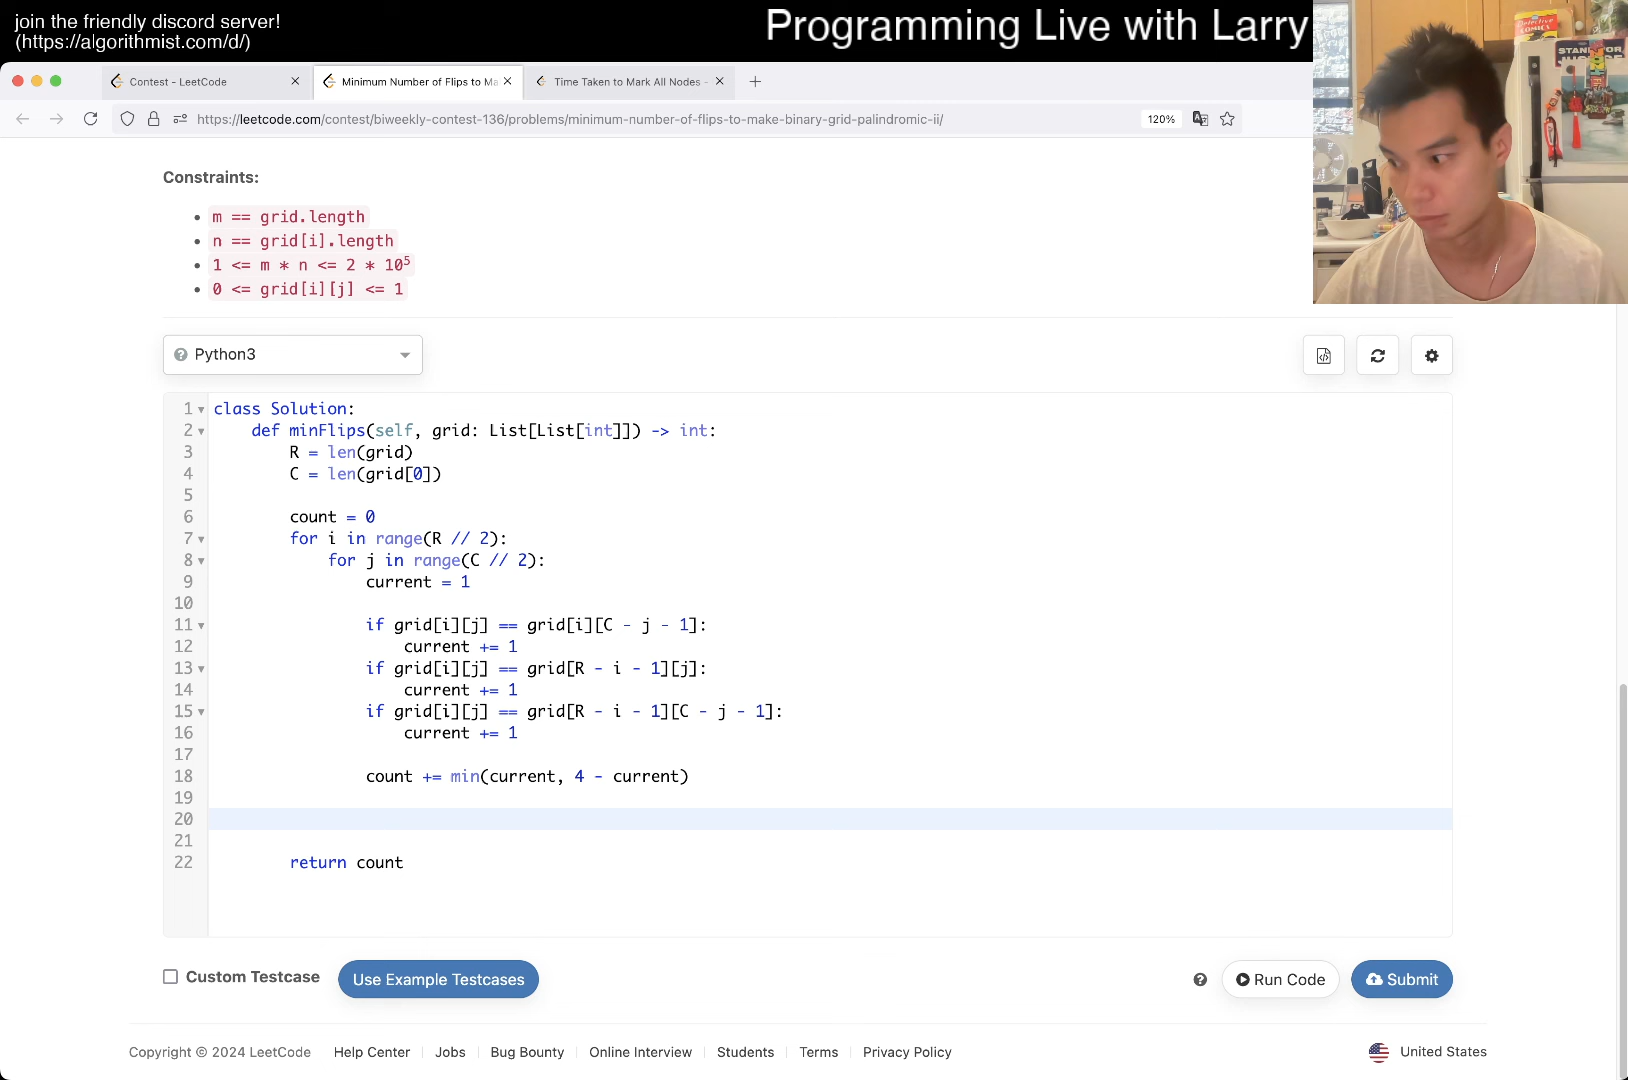 join the friendly discord server!
(https://algorithmist.com/d/)
Programming Live with Larry
Contest - LeetCode
Minimum Number of Flips to Ma
Time Taken to Mark All Nodes -
https://leetcode.com/contest/biweekly-contest-136/problems/minimum-number-of-flips-to-make-binary-grid-palindromic-ii/
120%
Constraints:
m == grid.length
n == grid[i].length
1 <= m * n <= 2 * 10⁵
0 <= grid[i][j] <= 1
Python3
1 class Solution:
2 def minFlips(self, grid: List[List[int]]) -> int:
3 R = len(grid)
4 C = len(grid[0])
5
6 count = 0
7 for i in range(R // 2):
8 for j in range(C // 2):
9 current = 1
10
11 if grid[i][j] == grid[i][C - j - 1]:
12 current += 1
13 if grid[i][j] == grid[R - i - 1][j]:
14 current += 1
15 if grid[i][j] == grid[R - i - 1][C - j - 1]:
16 current += 1
17
18 count += min(current, 4 - current)
19
20
21
22 return count
Custom Testcase
Use Example Testcases
Run Code
Submit
Copyright © 2024 LeetCode
Help Center
Jobs
Bug Bounty
Online Interview
Students
Terms
Privacy Policy
United States